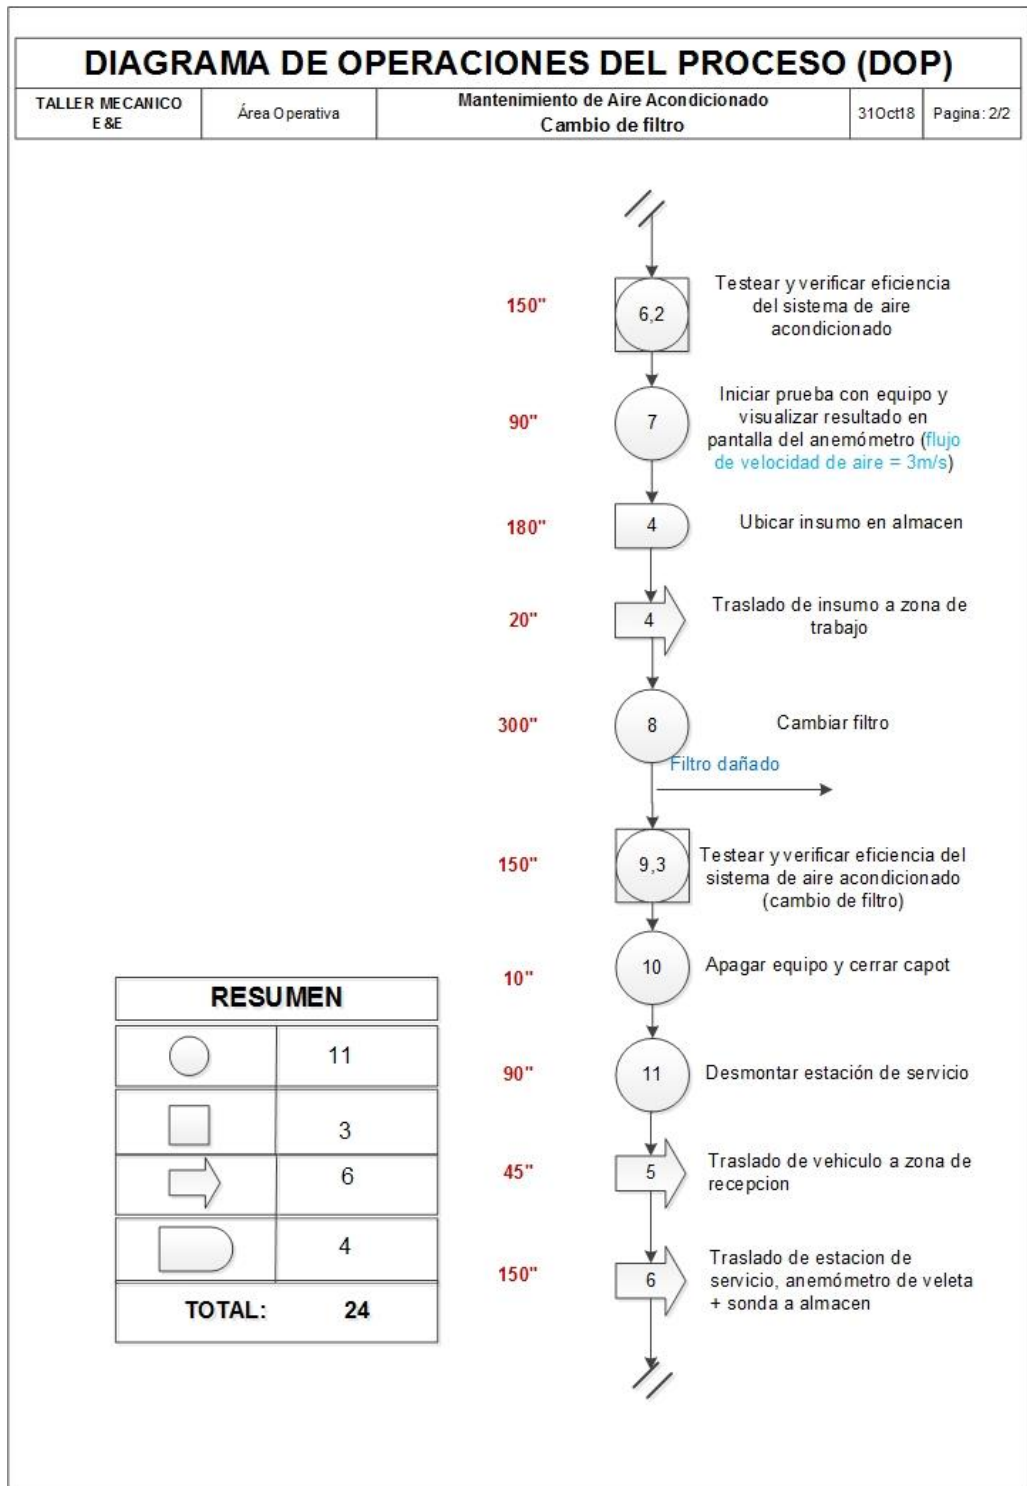 DIAGRAMA DE OPERACIONES DEL PROCESO (DOP)
TALLER MECANICO
E &E
Área Operativa
Mantenimiento de Aire Acondicionado
Cambio de filtro
31Oct18
Pagina: 2/2
150"
6,2
Testear y verificar eficiencia
del sistema de aire
acondicionado
90"
7
Iniciar prueba con equipo y
visualizar resultado en
pantalla del anemómetro (flujo
de velocidad de aire = 3m/s)
180"
4
Ubicar insumo en almacen
20"
4
Traslado de insumo a zona de
trabajo
300"
8
Cambiar filtro
Filtro dañado
150"
9,3
Testear y verificar eficiencia del
sistema de aire acondicionado
(cambio de filtro)
10"
10
Apagar equipo y cerrar capot
90"
11
Desmontar estación de servicio
45"
5
Traslado de vehiculo a zona de
recepcion
150"
6
Traslado de estacion de
servicio, anemómetro de veleta
+ sonda a almacen
RESUMEN
11
3
6
4
TOTAL: 24